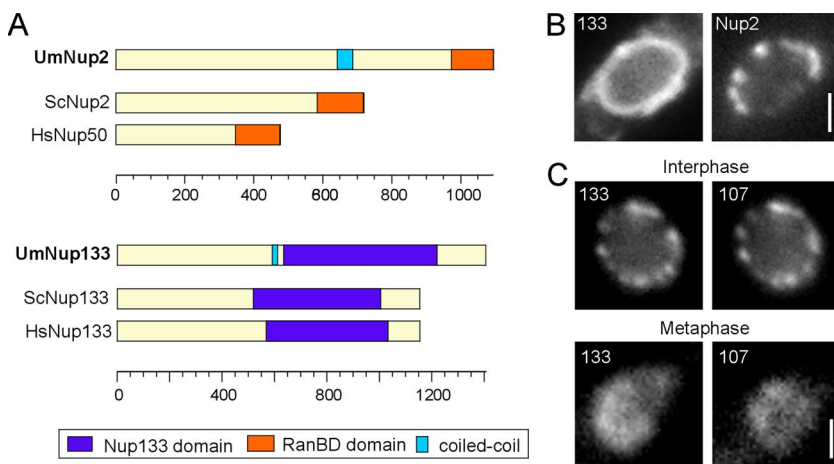 A
UmNup2
ScNup2
HsNup50
0 200 400 600 800 1000
UmNup133
ScNup133
HsNup133
0 400 800 1200
Nup133 domain RanBD domain coiled-coil
B
133 Nup2
C
Interphase
133 107
Metaphase
133 107